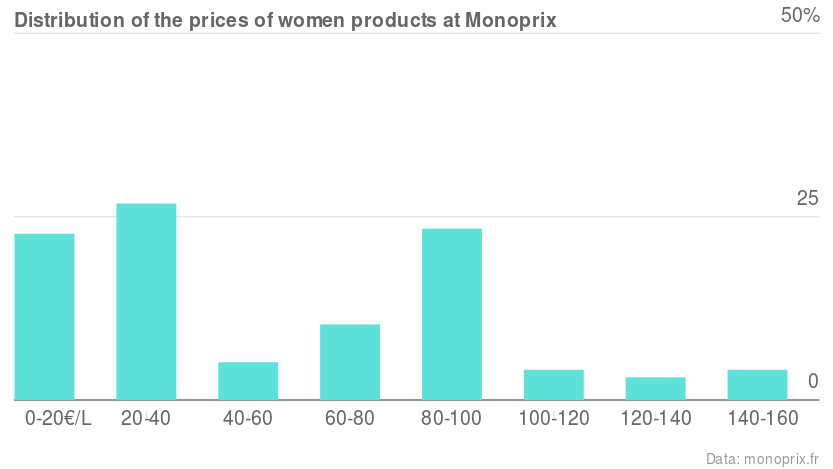 Distribution of the prices of women products at Monoprix
50%
25
0
0-20€/L 20-40 40-60 60-80 80-100 100-120 120-140 140-160
Data: monoprix.fr